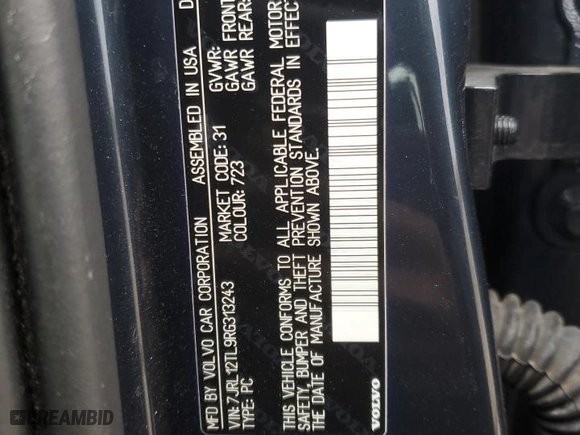 MFD BY VOLVO CAR CORPORATION ASSEMBLED IN USA D
VIN:7JRL12TL9RG313243 MARKET CODE: 31 GVWR:
TYPE: PC COLOUR: 723 GAWR FRONT
GAWR REAR:
THIS VEHICLE CONFORMS TO ALL APPLICABLE FEDERAL MOTOR
SAFETY, BUMPER AND THEFT PREVENTION STANDARDS IN EFFECT
THE DATE OF MANUFACTURE SHOWN ABOVE.
VOLVO
CREAMBID